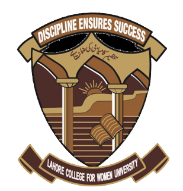 DISCIPLINE ENSURES SUCCESS
LAHORE COLLEGE FOR WOMEN UNIVERSITY